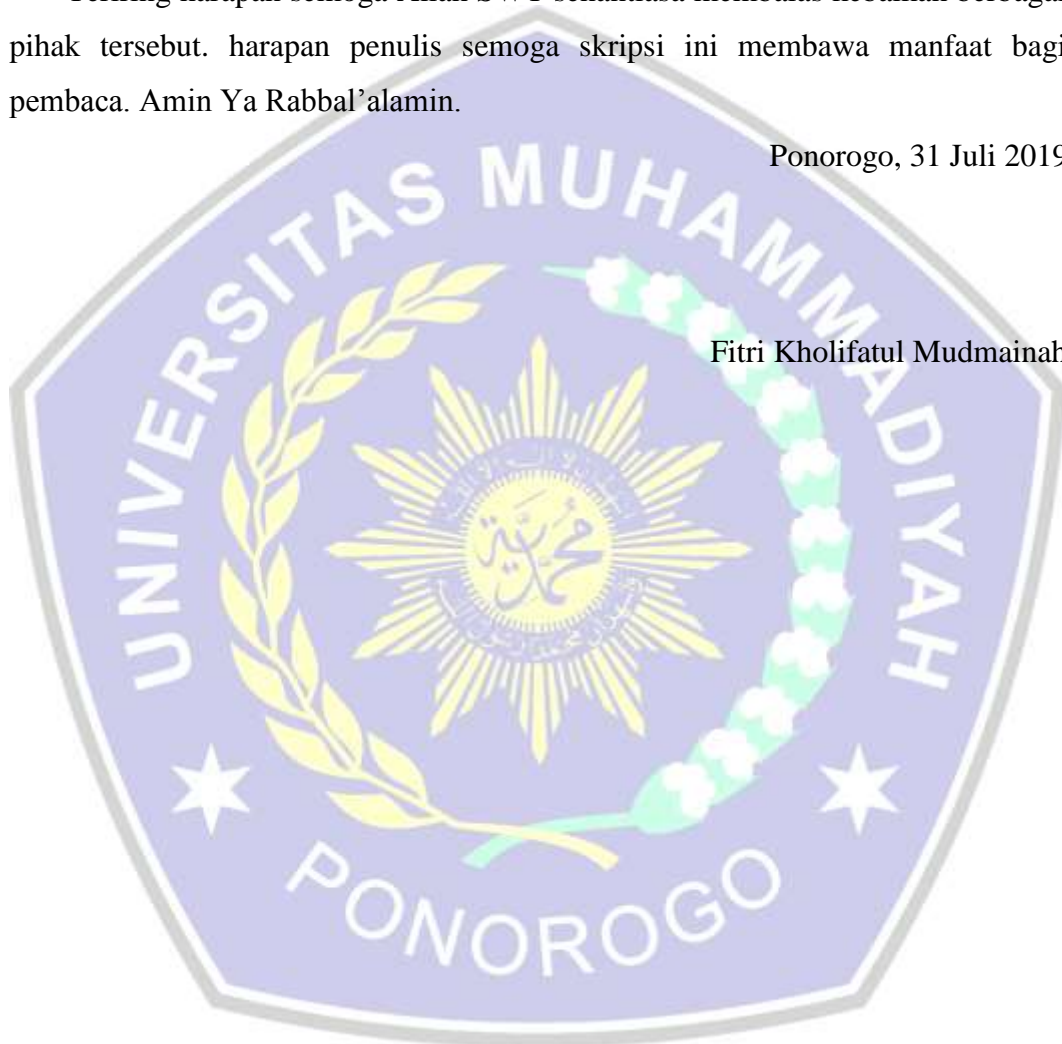 pihak tersebut. harapan penulis semoga skripsi ini membawa manfaat bagi
pembaca. Amin Ya Rabbal’alamin.
Ponorogo, 31 Juli 2019
Fitri Kholifatul Mudmainah
UNIVERSITAS MUHAMMADIYAH
محمدية
PONOROGO